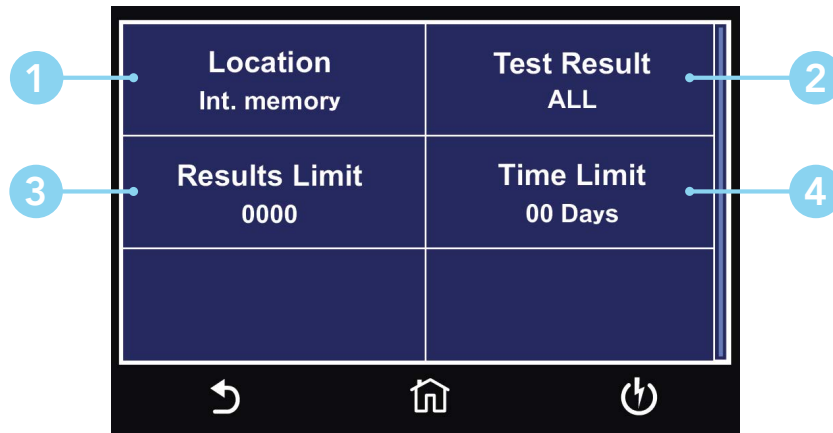 1
Location
Int. memory
Test Result
ALL
2
3
Results Limit
0000
Time Limit
00 Days
4